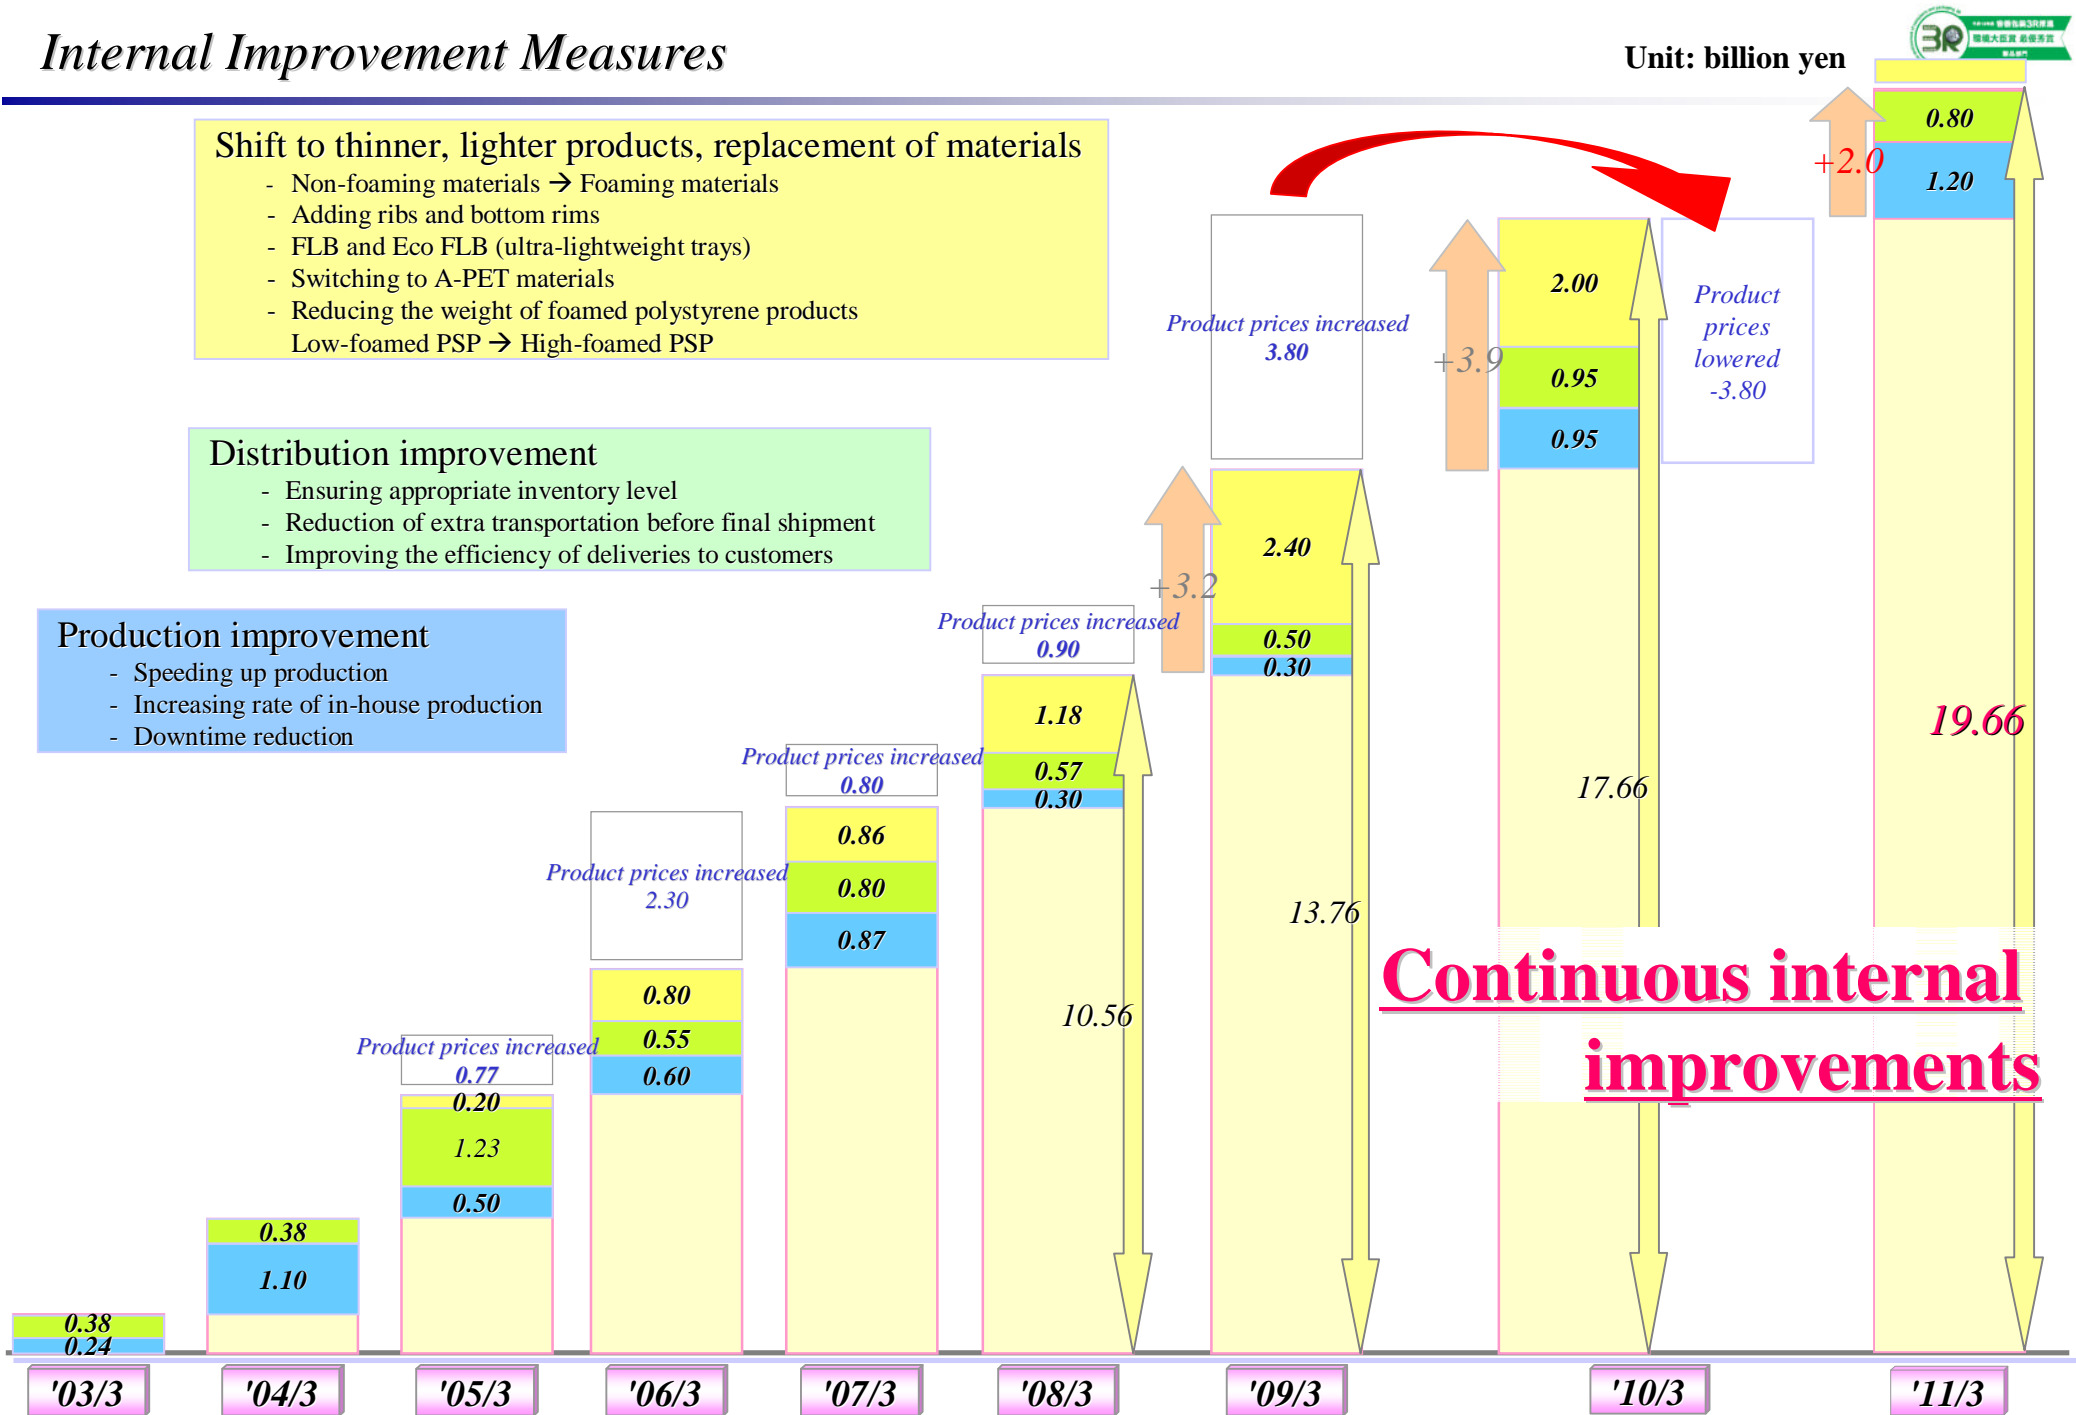 Internal Improvement Measures
Unit: billion yen
3R
Shift to thinner, lighter products, replacement of materials
- Non-foaming materials → Foaming materials
- Adding ribs and bottom rims
- FLB and Eco FLB (ultra-lightweight trays)
- Switching to A-PET materials
- Reducing the weight of foamed polystyrene products
Low-foamed PSP → High-foamed PSP
Distribution improvement
- Ensuring appropriate inventory level
- Reduction of extra transportation before final shipment
- Improving the efficiency of deliveries to customers
Production improvement
- Speeding up production
- Increasing rate of in-house production
- Downtime reduction
0.38
0.24
0.38
1.10
Product prices increased
0.77
0.20
1.23
0.50
Product prices increased
2.30
0.80
0.55
0.60
Product prices increased
0.80
0.86
0.80
0.87
Product prices increased
0.90
1.18
0.57
0.30
10.56
+3.2
Product prices increased
3.80
2.40
0.50
0.30
13.76
+3.9
2.00
0.95
0.95
17.66
Product
prices
lowered
-3.80
+2.0
0.80
1.20
19.66
Continuous internal
improvements
'03/3
'04/3
'05/3
'06/3
'07/3
'08/3
'09/3
'10/3
'11/3